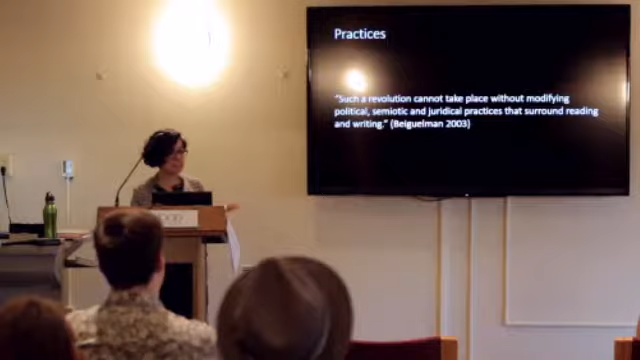 Practices
"Such a revolution cannot take place without modifying
political, semiotic and juridical practices that surround reading
and writing." (Beiguelman 2003)